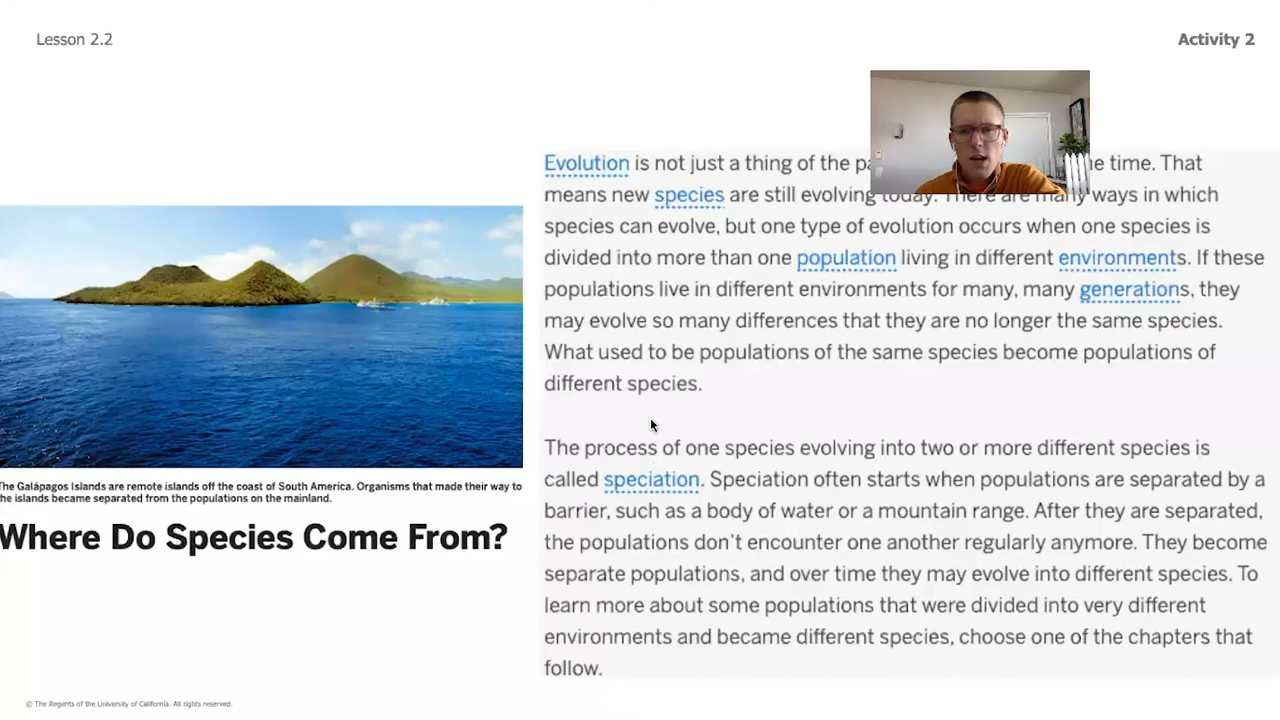 Lesson 2.2
Activity 2
Evolution is not just a thing of the pa e time. That
means new species are still evolving today. There are many ways in which
species can evolve, but one type of evolution occurs when one species is
divided into more than one population living in different environments. If these
populations live in different environments for many, many generations, they
may evolve so many differences that they are no longer the same species.
What used to be populations of the same species become populations of
different species.
The process of one species evolving into two or more different species is
called speciation. Speciation often starts when populations are separated by a
barrier, such as a body of water or a mountain range. After they are separated,
the populations don't encounter one another regularly anymore. They become
separate populations, and over time they may evolve into different species. To
learn more about some populations that were divided into very different
environments and became different species, choose one of the chapters that
follow.
The Galápagos Islands are remote islands off the coast of South America. Organisms that made their way to
he islands became separated from the populations on the mainland.
Where Do Species Come From?
© The Regents of the University of California. All rights reserved.